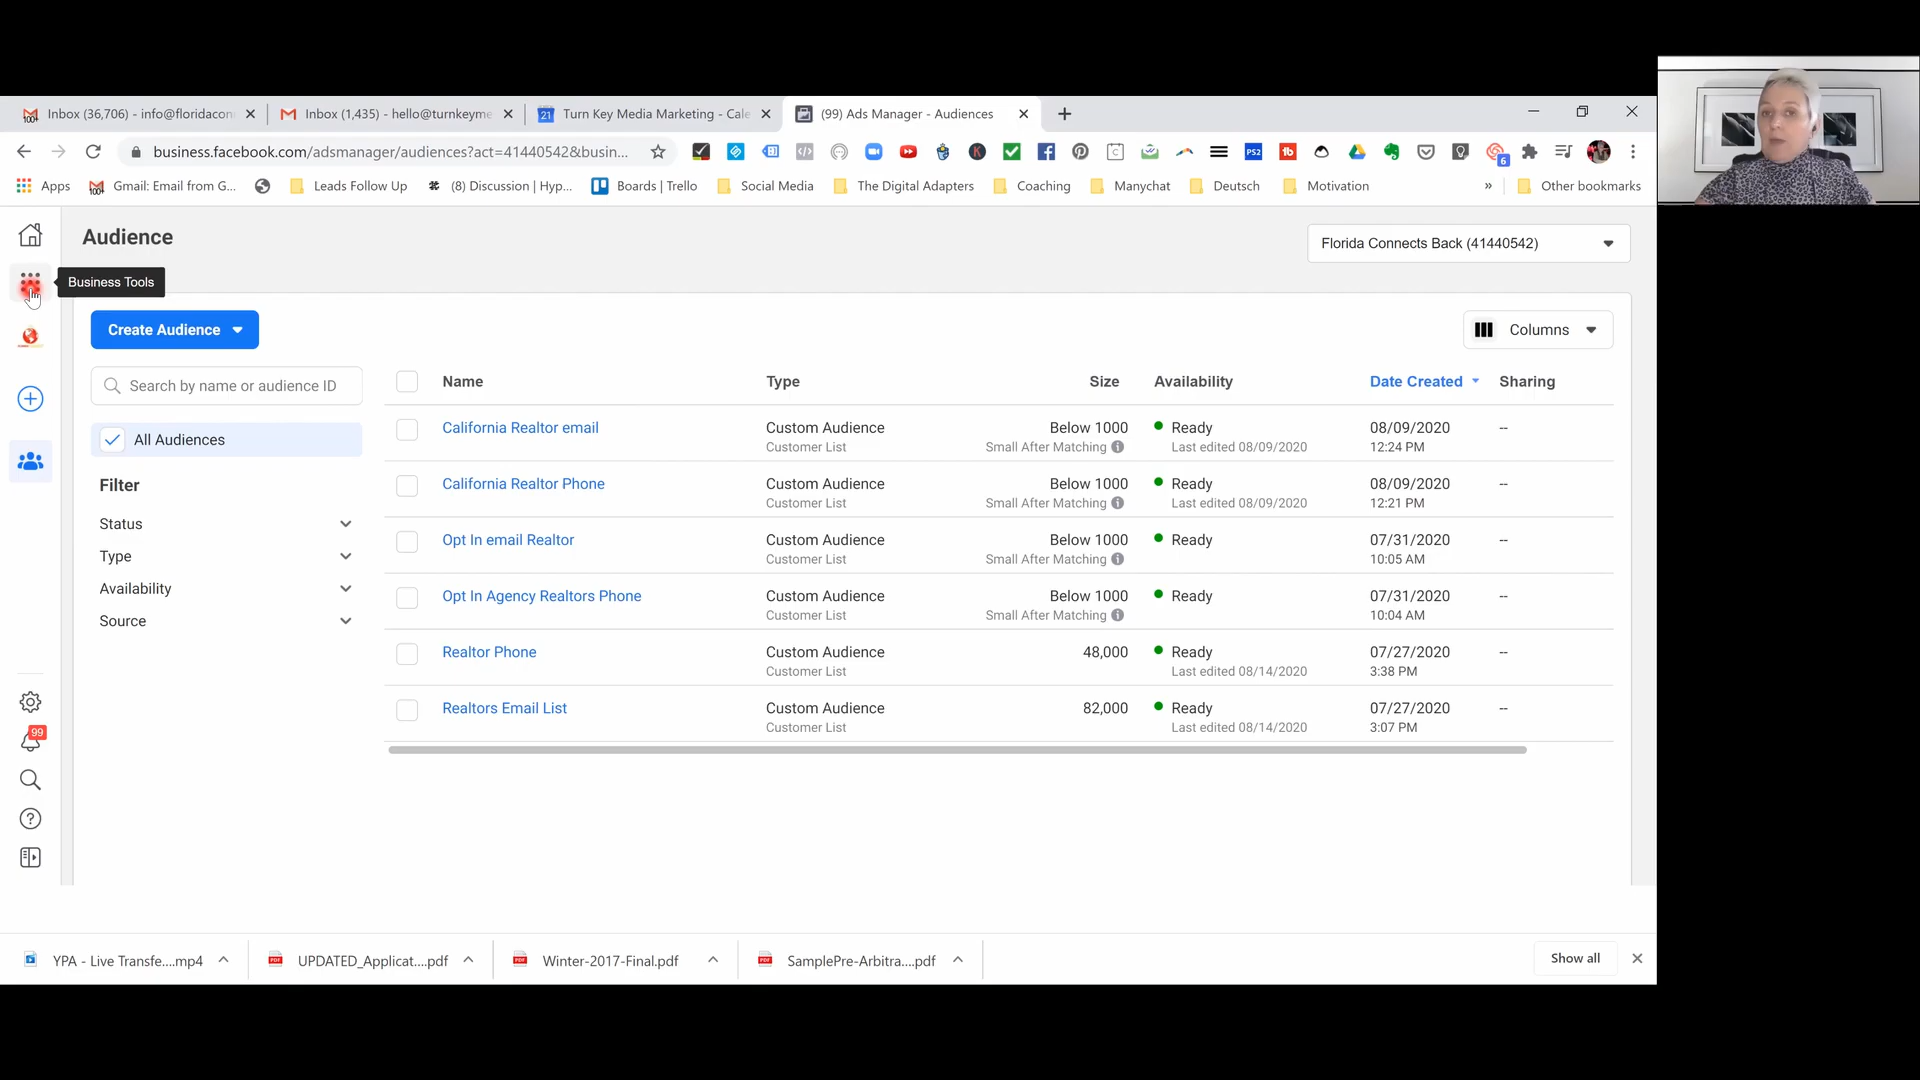 Inbox (36,706) - info@floridacon
Inbox (1,435) - hello@turnkeyme
21
Turn Key Media Marketing - Cale
(99) Ads Manager - Audiences
business.facebook.com/adsmanager/audiences?act=41440542&busin...
PS2
6
Apps
100+
Gmail: Email from G...
Leads Follow Up
(8) Discussion | Hyp...
Boards | Trello
Social Media
The Digital Adapters
Coaching
Manychat
Deutsch
Motivation
»
Other bookmarks
Audience
Florida Connects Back (41440542)
Business Tools
Create Audience
Columns
Search by name or audience ID
All Audiences
Filter
Status
Type
Availability
Source
99
Name Type Size Availability Date Created Sharing
California Realtor email Custom Audience Below 1000 Ready 08/09/2020 --
Customer List Small After Matching Last edited 08/09/2020 12:24 PM
California Realtor Phone Custom Audience Below 1000 Ready 08/09/2020 --
Customer List Small After Matching Last edited 08/09/2020 12:21 PM
Opt In email Realtor Custom Audience Below 1000 Ready 07/31/2020 --
Customer List Small After Matching 10:05 AM
Opt In Agency Realtors Phone Custom Audience Below 1000 Ready 07/31/2020 --
Customer List Small After Matching 10:04 AM
Realtor Phone Custom Audience 48,000 Ready 07/27/2020 --
Customer List Last edited 08/14/2020 3:38 PM
Realtors Email List Custom Audience 82,000 Ready 07/27/2020 --
Customer List Last edited 08/14/2020 3:07 PM
YPA - Live Transfe....mp4
UPDATED_Applicat....pdf
Winter-2017-Final.pdf
SamplePre-Arbitra....pdf
Show all